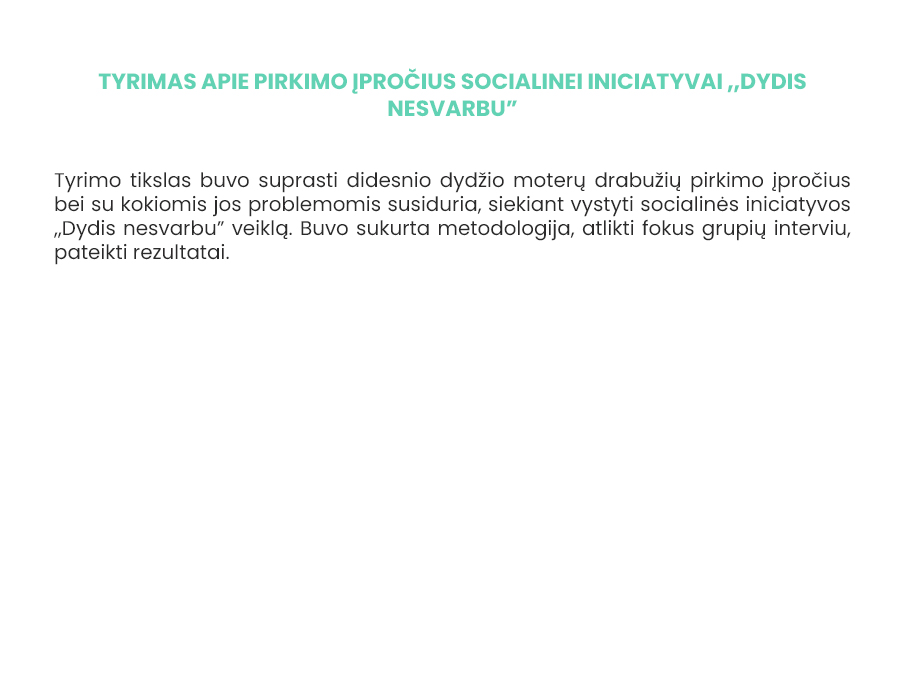 TYRIMAS APIE PIRKIMO ĮPROČIUS SOCIALINEI INICIATYVAI ,,DYDIS
NESVARBU”
Tyrimo tikslas buvo suprasti didesnio dydžio moterų drabužių pirkimo įpročius
bei su kokiomis jos problemomis susiduria, siekiant vystyti socialinės iniciatyvos
„Dydis nesvarbu” veiklą. Buvo sukurta metodologija, atlikti fokus grupių interviu,
pateikti rezultatai.